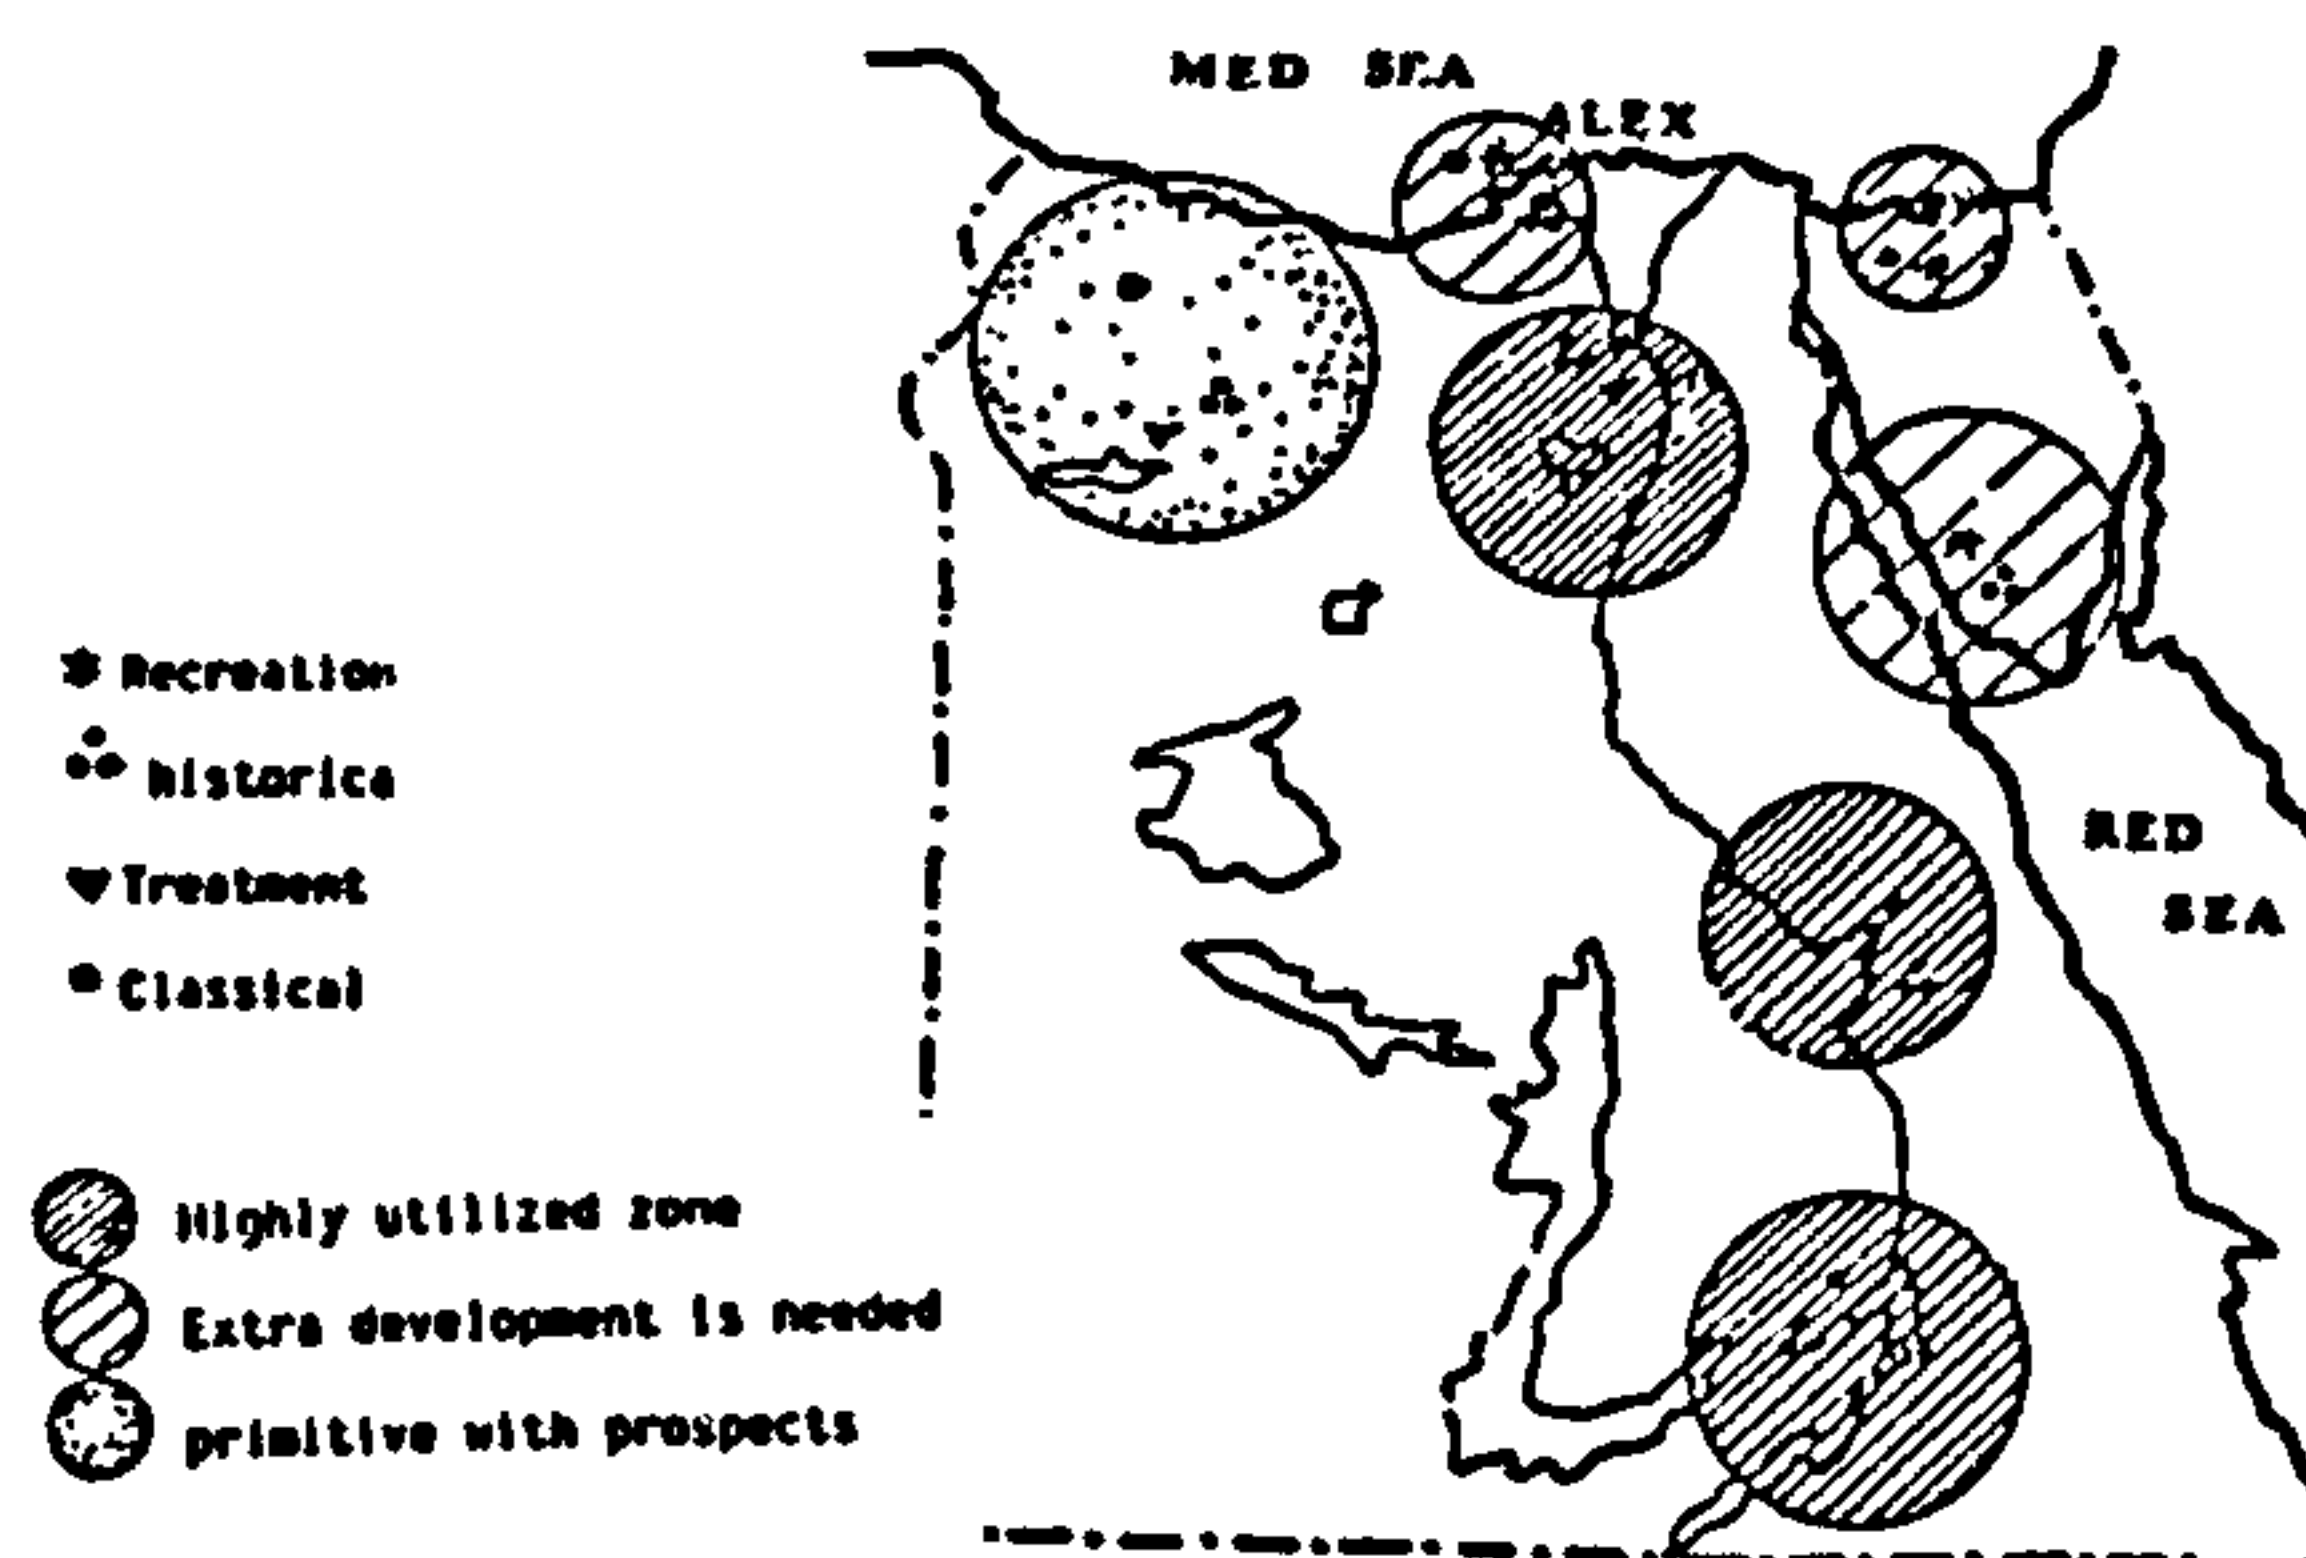 MED SEA
ALEX
Recreation
historica
Treatment
Classical
RED
SEA
Highly utilized zone
Extra development is needed
primitive with prospects